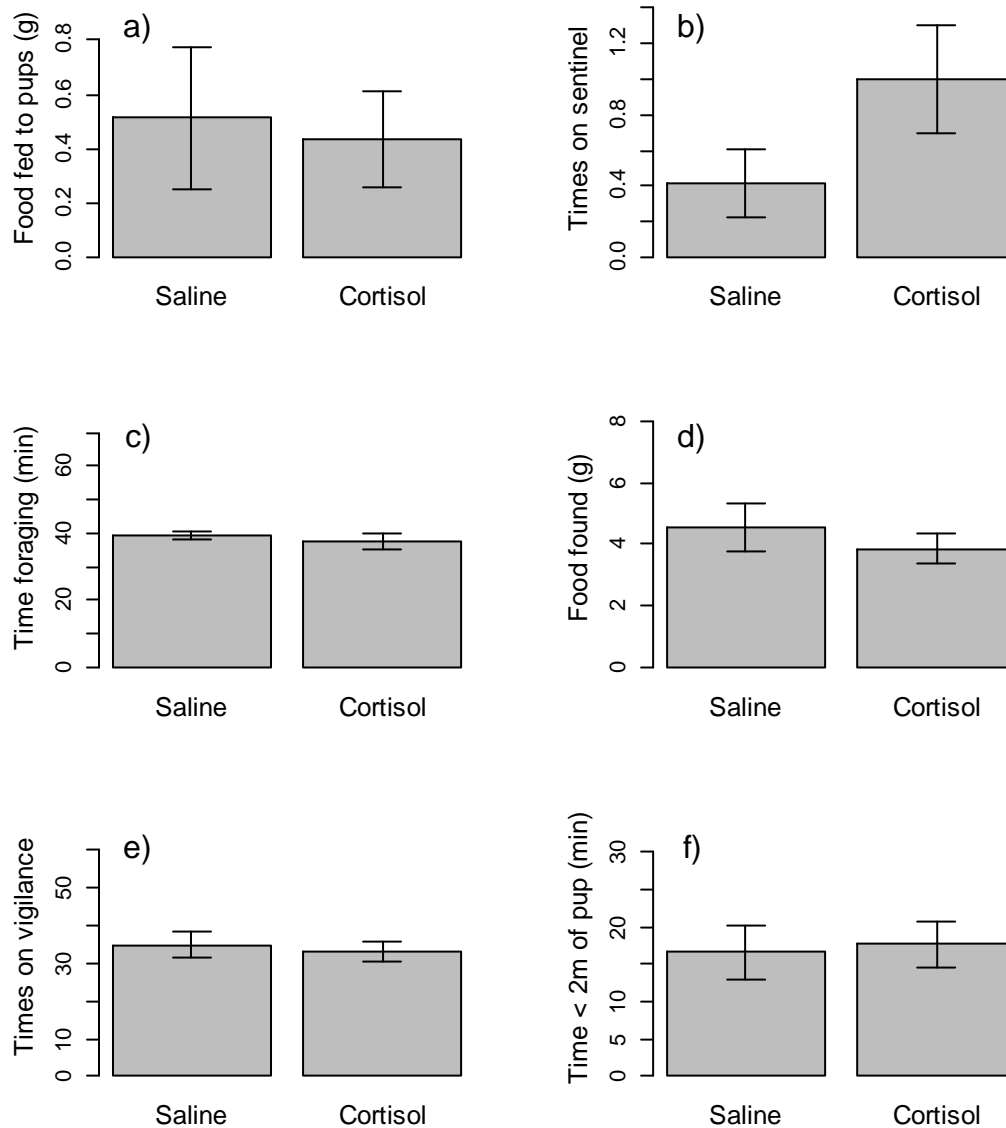 a)
Food fed to pups (g)
0.0 0.2 0.4 0.6 0.8
Saline Cortisol
b)
Times on sentinel
0.0 0.4 0.8 1.2
Saline Cortisol
c)
Time foraging (min)
0 20 40 60
Saline Cortisol
d)
Food found (g)
0 2 4 6 8
Saline Cortisol
e)
Times on vigilance
0 10 30 50
Saline Cortisol
f)
Time < 2m of pup (min)
0 5 10 20 30
Saline Cortisol